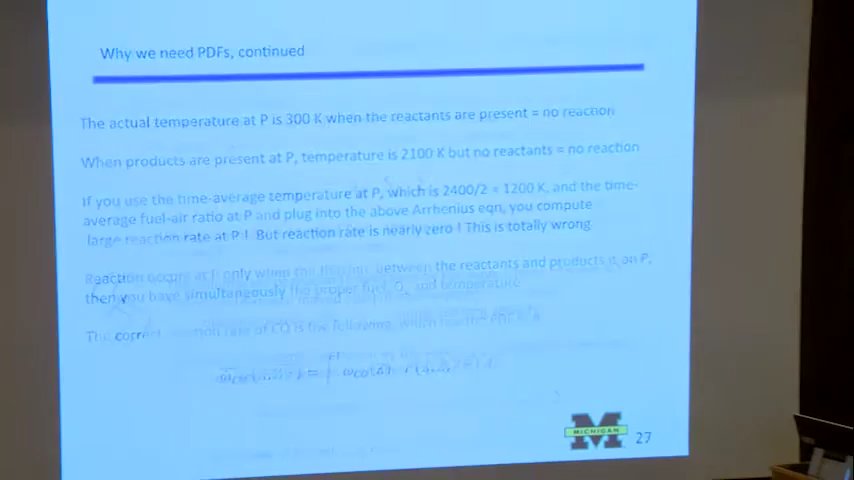 Why we need PDFs, continued
The actual temperature at P is 300 K when the reactants are present = no reaction
When products are present at P, temperature is 2100 K but no reactants = no reaction
If you use the time-average temperature at P, which is 2400/2 = 1200 K, and the time-
average fuel-air ratio at P and plug into the above Arrhenius eqn, you compute
large reaction rate at P ! But reaction rate is nearly zero ! This is totally wrong
Reaction occurs at P only when the between the reactants and products is on P,
then you have simultaneously the proper fuel, and temperature
The correct reaction rate of CO is the following, which
M
MICHIGAN
27